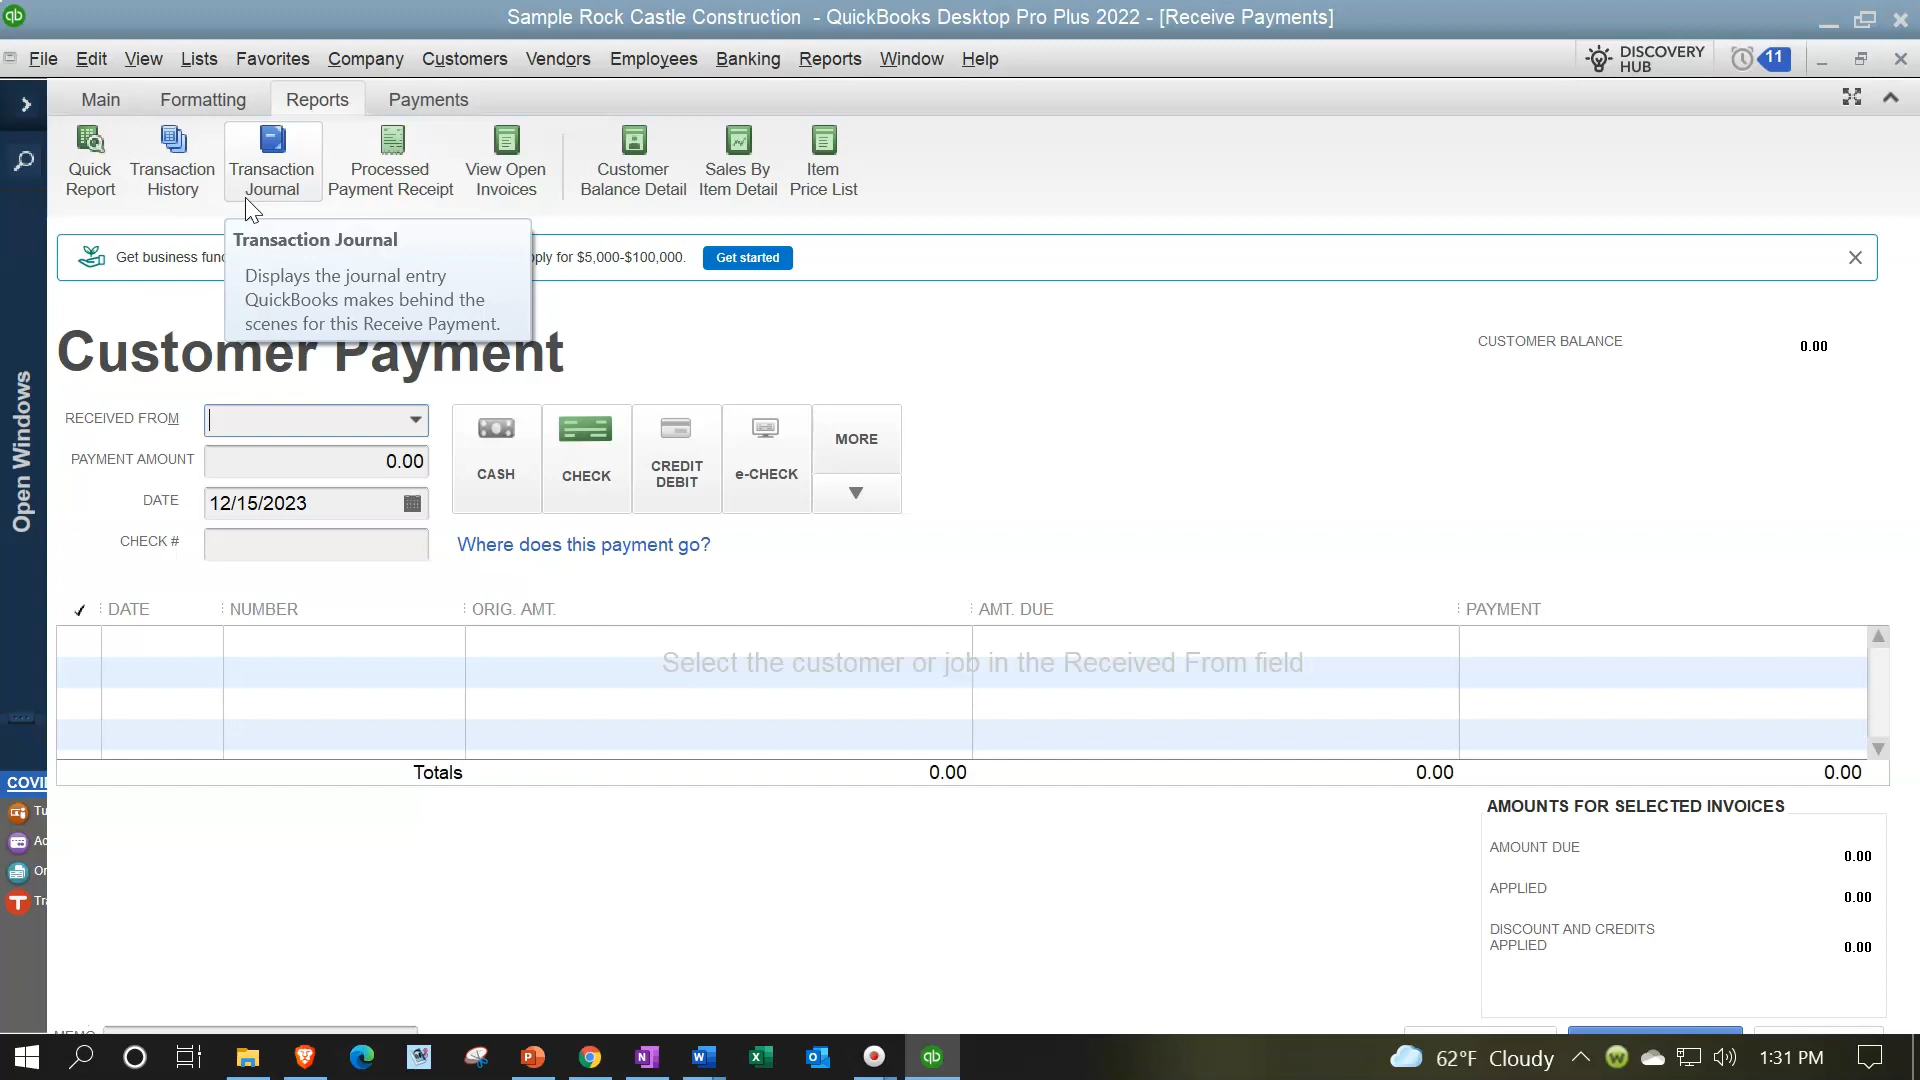 qb
Sample Rock Castle Construction - QuickBooks Desktop Pro Plus 2022 - [Receive Payments]
File Edit View Lists Favorites Company Customers Vendors Employees Banking Reports Window Help
DISCOVERY
HUB
11
Main Formatting Reports Payments
Quick
Report
Transaction
History
Transaction
Journal
Processed
Payment Receipt
View Open
Invoices
Customer
Balance Detail
Sales By
Item Detail
Item
Price List
Transaction Journal
Displays the journal entry
QuickBooks makes behind the
scenes for this Receive Payment.
Get business fun
ply for $5,000-$100,000.
Get started
Customer Payment
CUSTOMER BALANCE 0.00
Open Windows
RECEIVED FROM
PAYMENT AMOUNT 0.00
DATE 12/15/2023
CHECK #
CASH
CHECK
CREDIT
DEBIT
e-CHECK
MORE
Where does this payment go?
DATE NUMBER ORIG. AMT. AMT. DUE PAYMENT
Select the customer or job in the Received From field
Totals 0.00 0.00 0.00
COVI
Tu
Ac
Or
Tr
AMOUNTS FOR SELECTED INVOICES
AMOUNT DUE 0.00
APPLIED 0.00
DISCOUNT AND CREDITS
APPLIED 0.00
MEMO
62°F Cloudy
1:31 PM